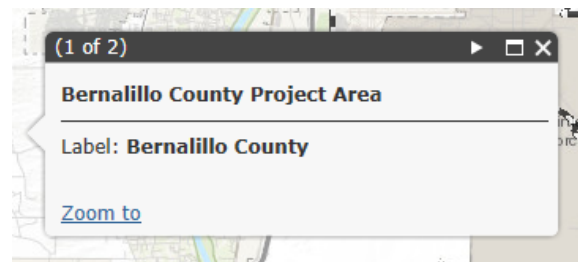 (1 of 2)
Bernalillo County Project Area
Label: Bernalillo County
Zoom to